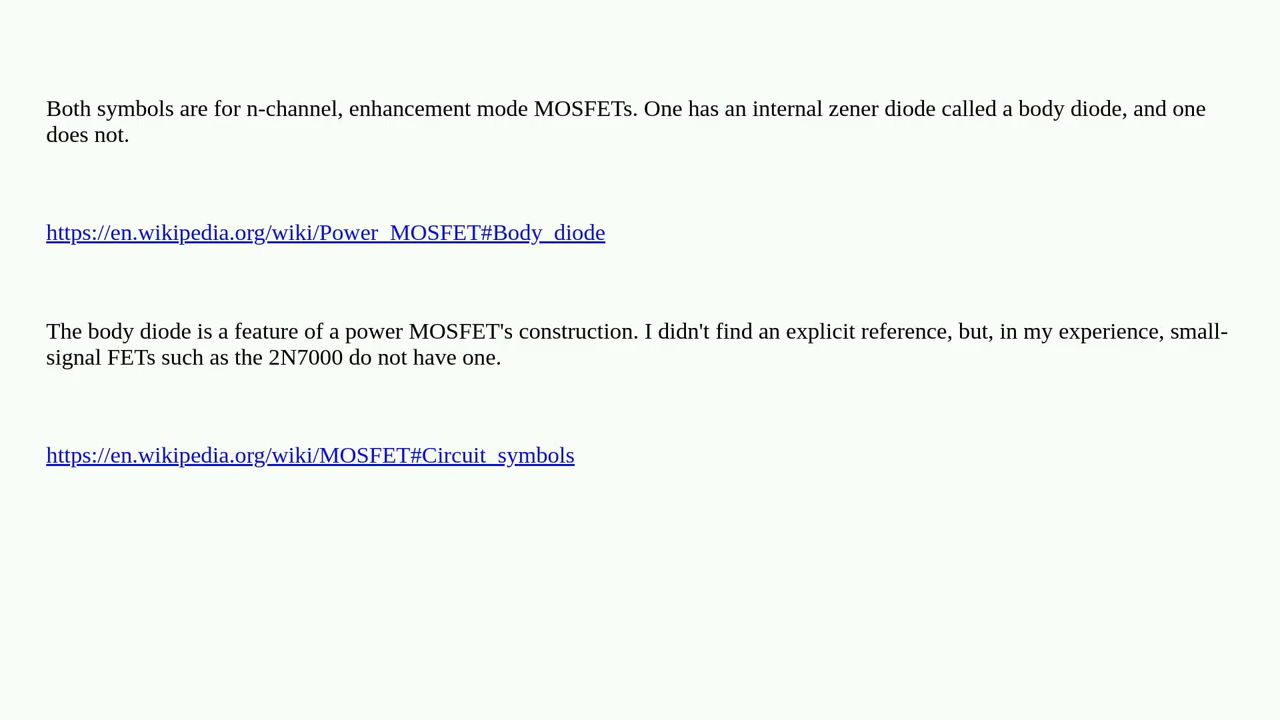 Both symbols are for n-channel, enhancement mode MOSFETs. One has an internal zener diode called a body diode, and one
does not.
https://en.wikipedia.org/wiki/Power_MOSFET#Body_diode
The body diode is a feature of a power MOSFET's construction. I didn't find an explicit reference, but, in my experience, small-
signal FETs such as the 2N7000 do not have one.
https://en.wikipedia.org/wiki/MOSFET#Circuit_symbols